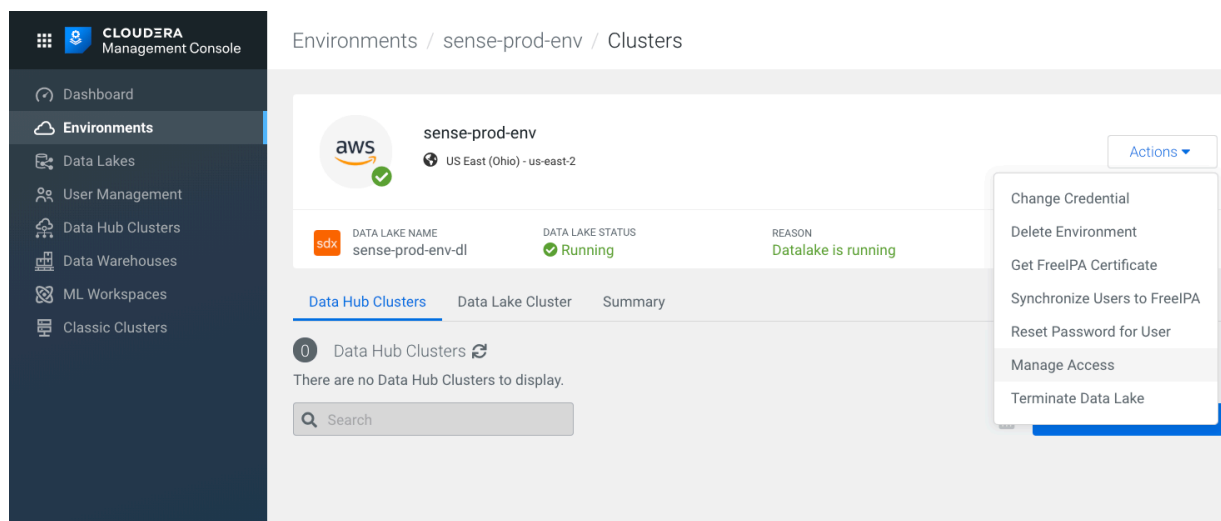 CLOUDERA
Management Console
Environments / sense-prod-env / Clusters
Dashboard
Environments
Data Lakes
User Management
Data Hub Clusters
Data Warehouses
ML Workspaces
Classic Clusters
aws
sense-prod-env
US East (Ohio) - us-east-2
Actions
Change Credential
Delete Environment
Get FreeIPA Certificate
Synchronize Users to FreeIPA
Reset Password for User
Manage Access
Terminate Data Lake
sdx
DATA LAKE NAME
sense-prod-env-dl
DATA LAKE STATUS
Running
REASON
Datalake is running
Data Hub Clusters Data Lake Cluster Summary
0 Data Hub Clusters
There are no Data Hub Clusters to display.
Search